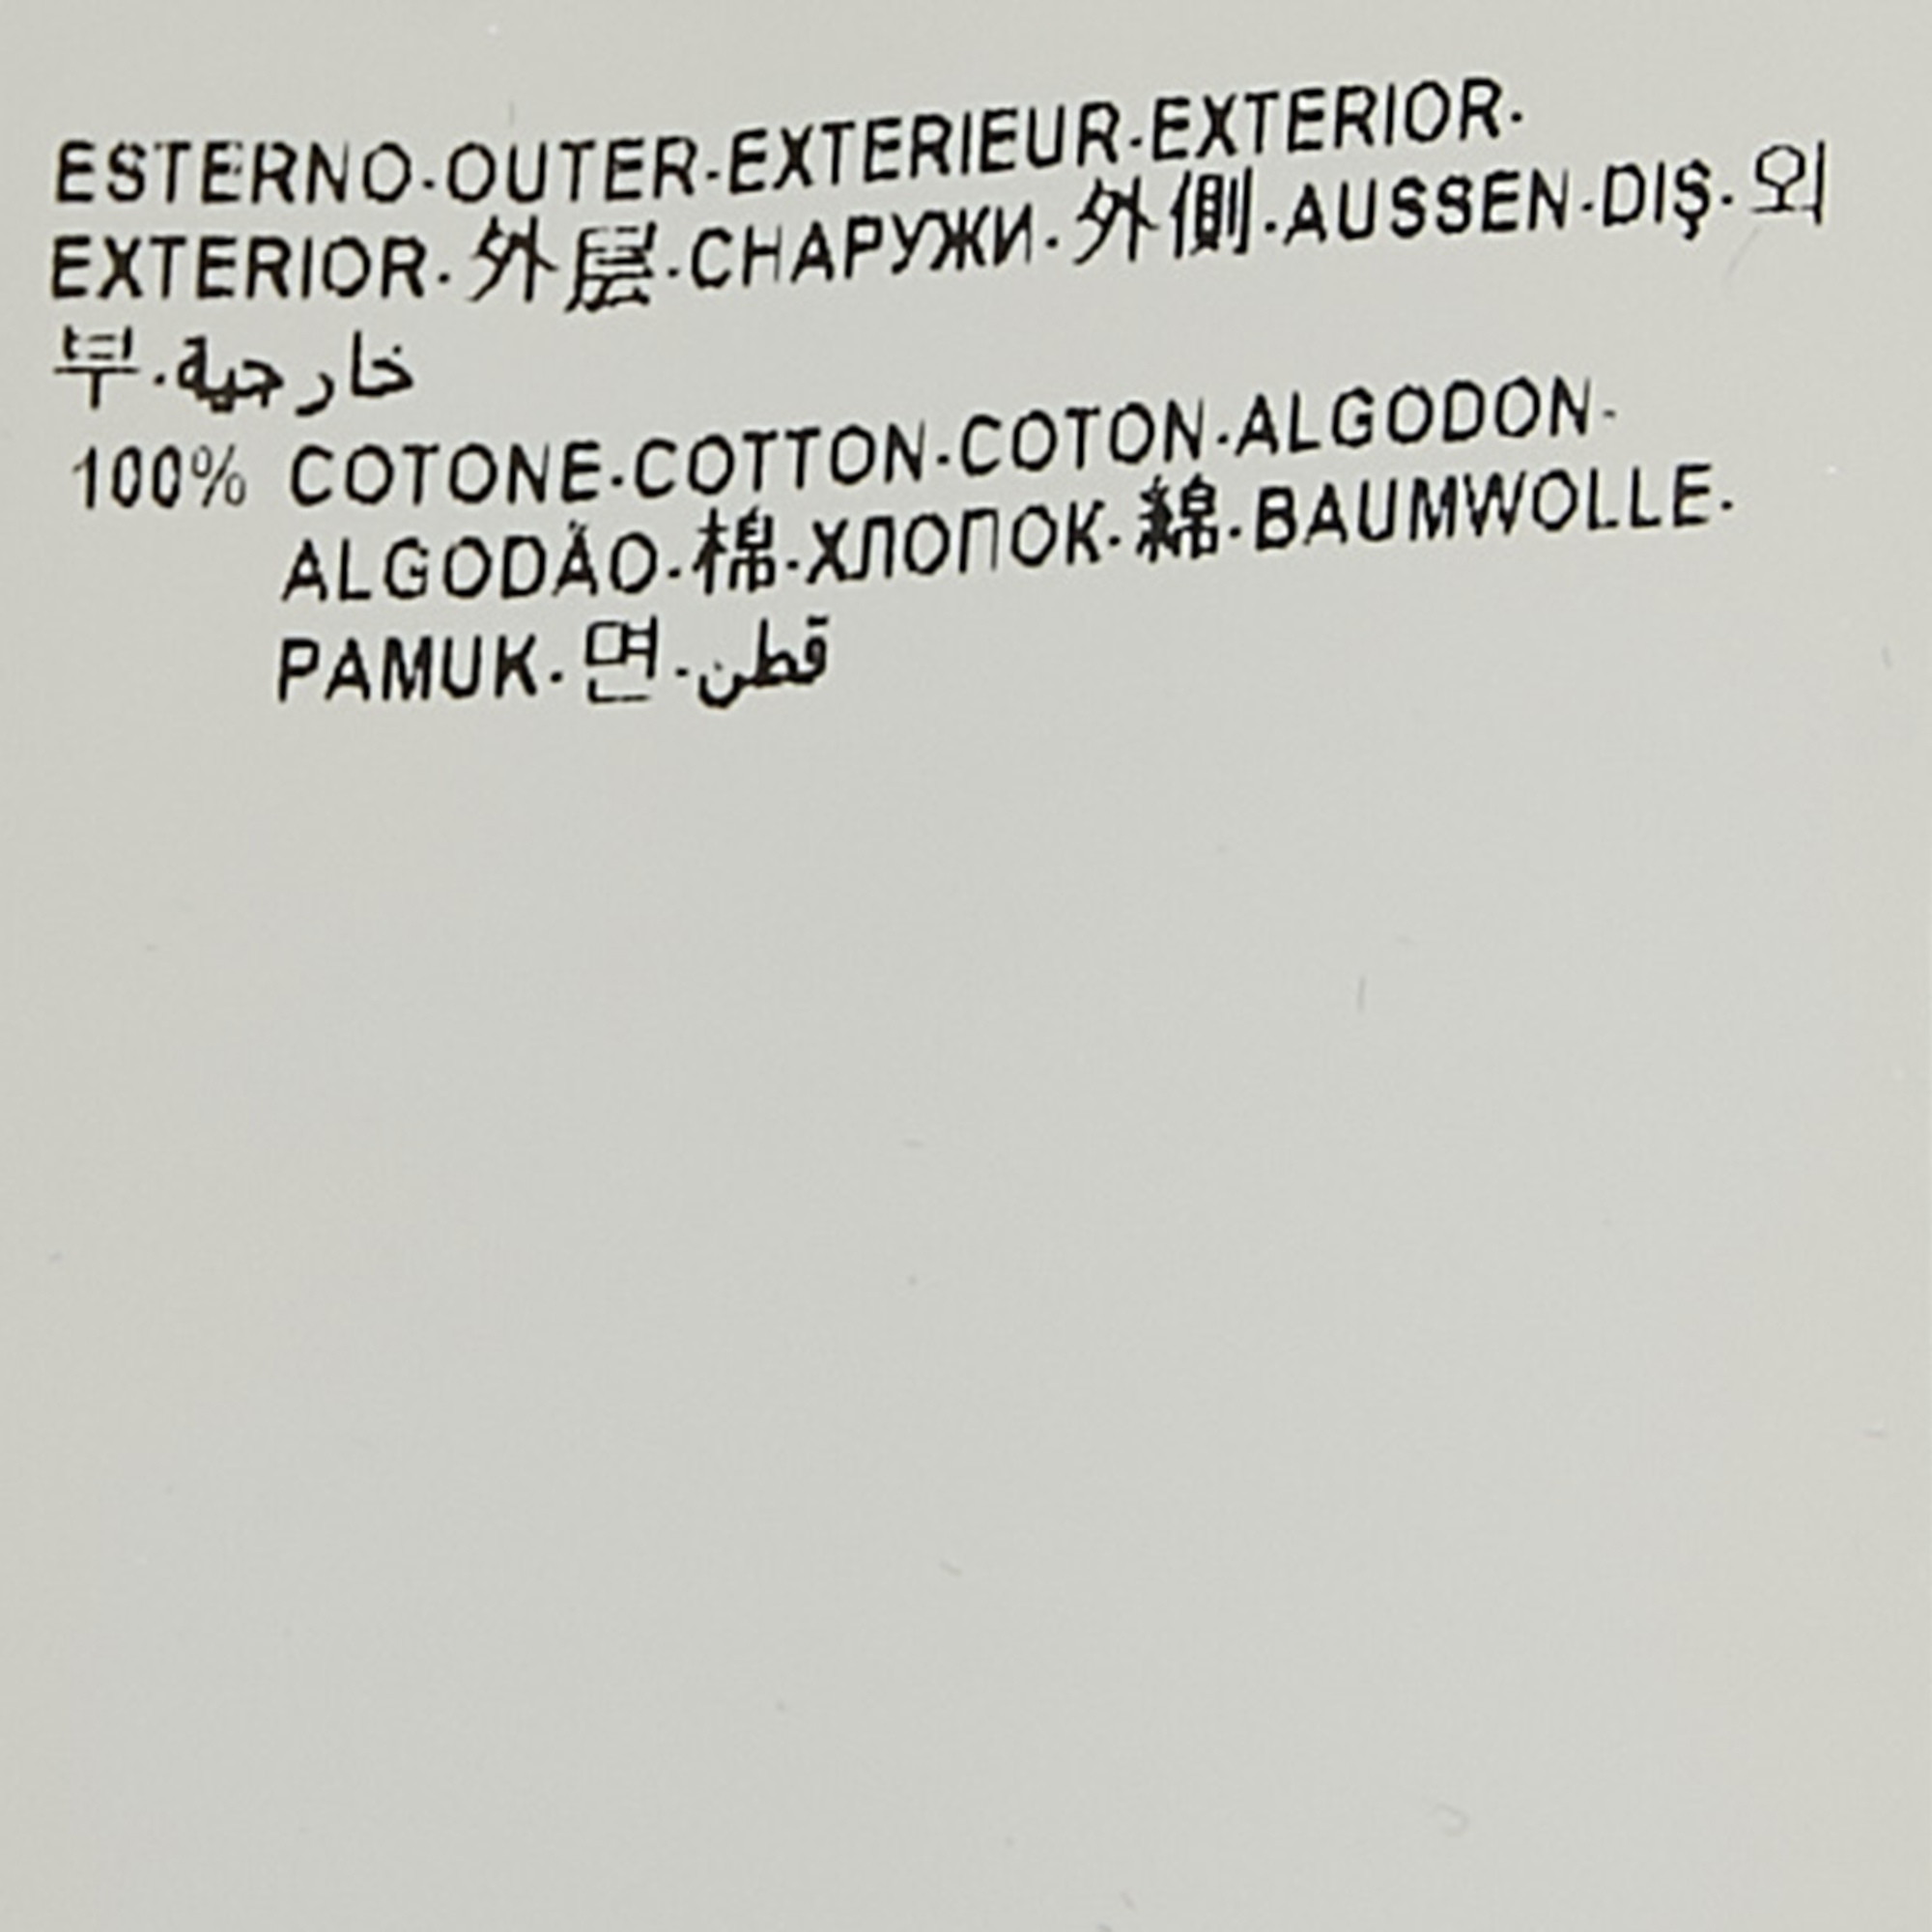 ESTERNO-OUTER-EXTERIEUR-EXTERIOR-
EXTERIOR-外层-СНАРУЖИ-外側-AUSSEN-DIŞ-외
부-خارجية
100% COTONE-COTTON-COTON-ALGODON-
ALGODÃO-棉-ХЛОПОК-綿-BAUMWOLLE-
PAMUK-면-قطن